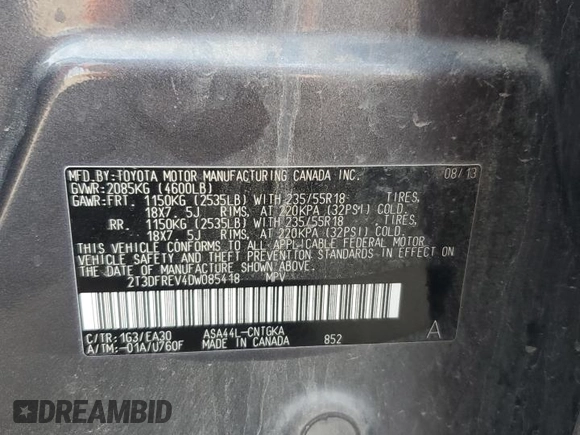 MFD.BY:TOYOTA MOTOR MANUFACTURING CANADA INC. 08/13
GVWR:2085KG (4600LB)
GAWR:FRT. 1150KG (2535LB) WITH 235/55R18 TIRES,
18X7.5J RIMS, AT 220KPA (32PSI) COLD.
RR. 1150KG (2535LB) WITH 235/55R18 TIRES,
18X7.5J RIMS, AT 220KPA (32PSI) COLD.
THIS VEHICLE CONFORMS TO ALL APPLICABLE FEDERAL MOTOR
VEHICLE SAFETY, BUMPER, AND THEFT PREVENTION STANDARDS IN EFFECT ON
THE DATE OF MANUFACTURE SHOWN ABOVE.
2T3DFREV4DW085418 MPV
C/TR:1G3/EA30 ASA44L-CNTGKA A
A/TM:-01A/U760F MADE IN CANADA 852
DREAMBID